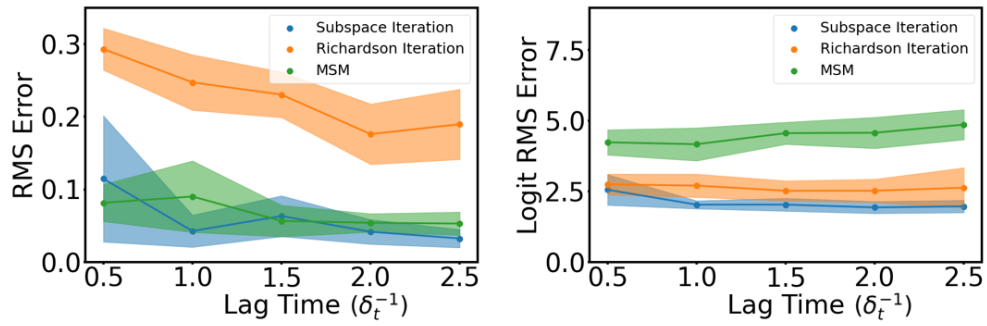 RMS Error
0.3
0.2
0.1
0.0
Subspace Iteration
Richardson Iteration
MSM
0.5 1.0 1.5 2.0 2.5
Lag Time (δₜ⁻¹)
Logit RMS Error
7.5
5.0
2.5
0.0
Subspace Iteration
Richardson Iteration
MSM
0.5 1.0 1.5 2.0 2.5
Lag Time (δₜ⁻¹)